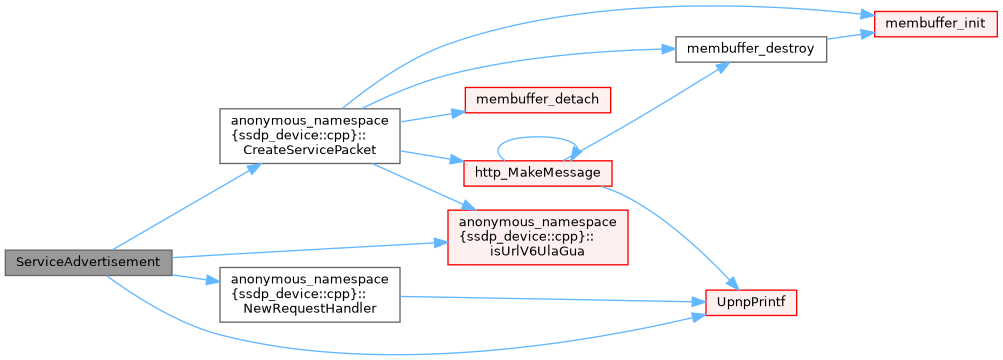 membuffer_init
membuffer_destroy
membuffer_detach
anonymous_namespace
{ssdp_device::cpp}::
CreateServicePacket
http_MakeMessage
anonymous_namespace
{ssdp_device::cpp}::
isUrlV6UlaGua
ServiceAdvertisement
anonymous_namespace
{ssdp_device::cpp}::
NewRequestHandler
UpnpPrintf